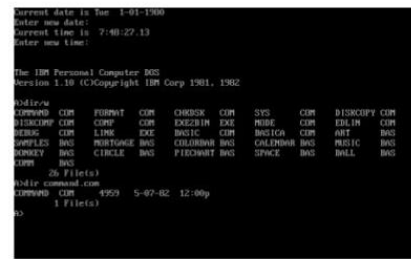 Current date is Tue  1-01-1980
Enter new date:
Current time is  7:48:27.13
Enter new time:
The IBM Personal Computer DOS
Version 1.10 (C)Copyright IBM Corp 1981, 1982
A>dir/w
COMMAND  COM    FORMAT   COM    CHKDSK   COM    SYS      COM    DISKCOPY COM
DISKCOMP COM    COMP     COM    EXE2BIN  EXE    MODE     COM    EDLIN    COM
DEBUG    COM    LINK     EXE    BASIC    COM    BASICA   COM    ART      BAS
SAMPLES  BAS    MORTGAGE BAS    COLORBAR BAS    CALENDAR BAS    MUSIC    BAS
DONKEY   BAS    CIRCLE   BAS    PIECHART BAS    SPACE    BAS    BALL     BAS
COMM     BAS
26 File(s)
A>dir command.com
COMMAND  COM     4959   5-07-82  12:00p
1 File(s)
A>